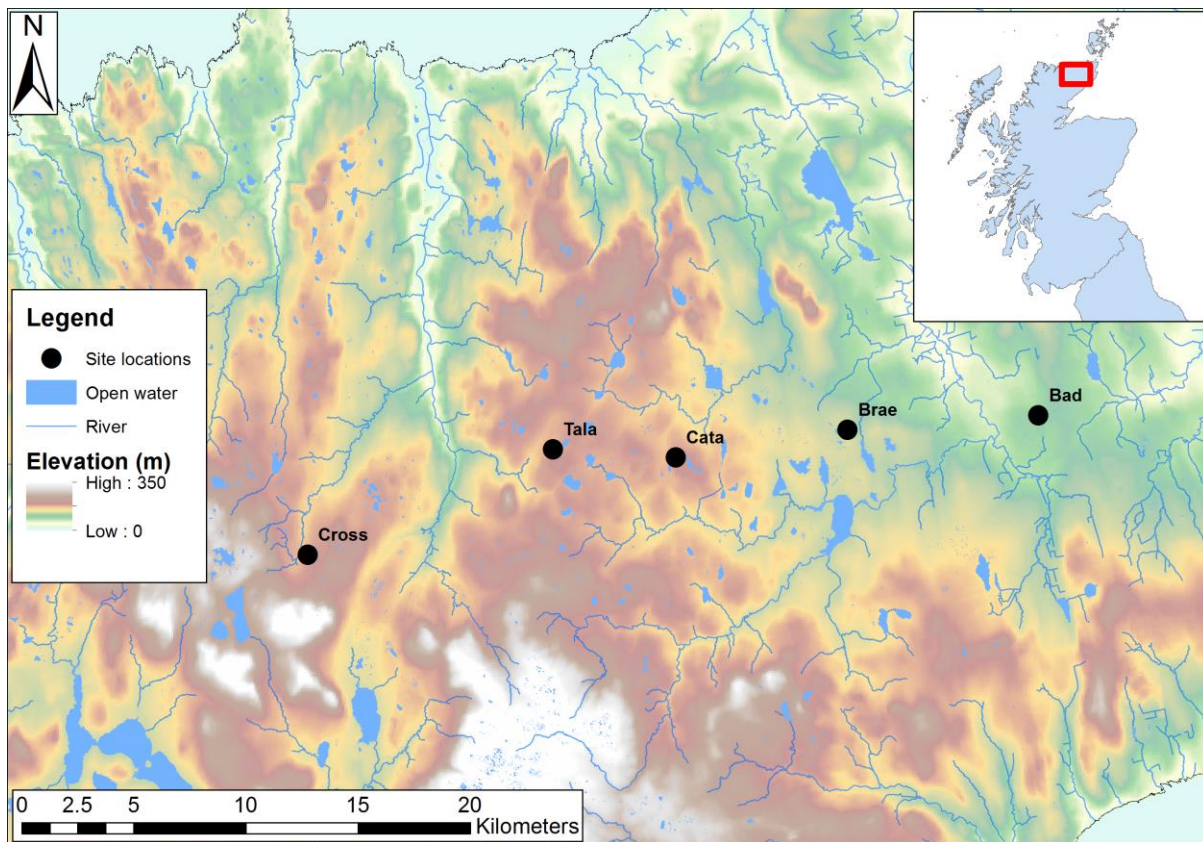 N
Legend
Site locations
Open water
River
Elevation (m)
High : 350
Low : 0
Tala
Cata
Brae
Bad
Cross
0 2.5 5 10 15 20
Kilometers